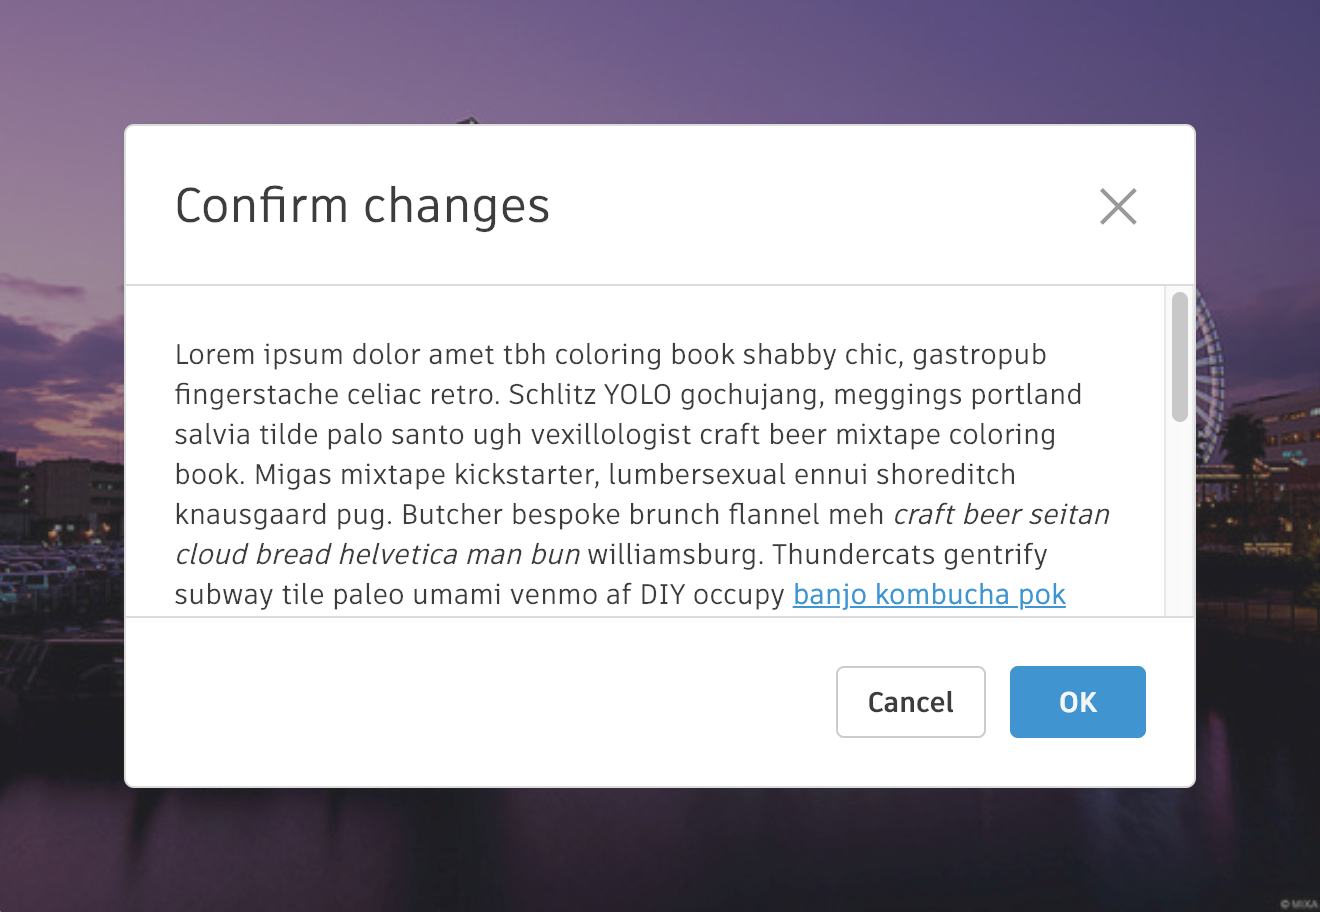 Confirm changes
Lorem ipsum dolor amet tbh coloring book shabby chic, gastropub
fingerstache celiac retro. Schlitz YOLO gochujang, meggings portland
salvia tilde palo santo ugh vexillologist craft beer mixtape coloring
book. Migas mixtape kickstarter, lumbersexual ennui shoreditch
knausgaard pug. Butcher bespoke brunch flannel meh craft beer seitan
cloud bread helvetica man bun williamsburg. Thundercats gentrify
subway tile paleo umami venmo af DIY occupy banjo kombucha pok
Cancel
OK
© MIXA